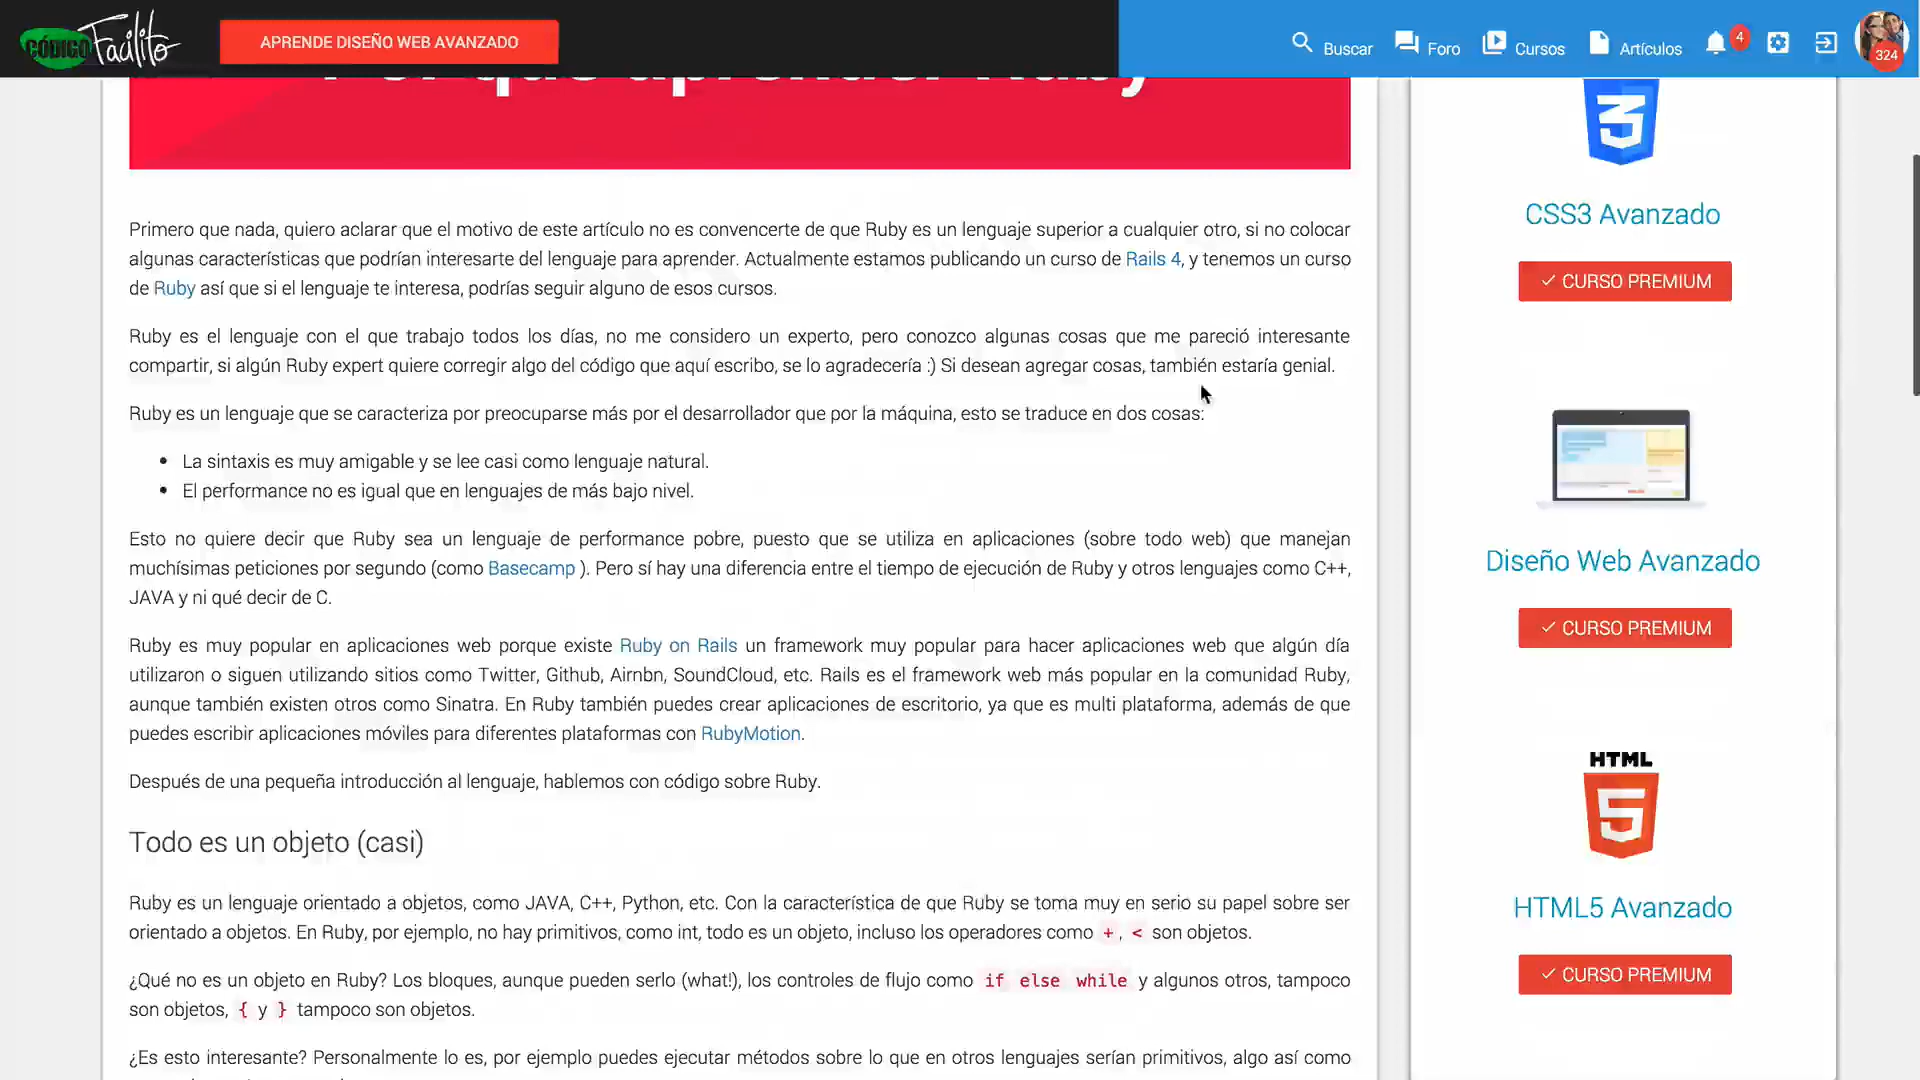 CÓDIGO Facilito
APRENDE DISEÑO WEB AVANZADO
Buscar
Foro
Cursos
Artículos
4
324
Por qué aprender Ruby
Primero que nada, quiero aclarar que el motivo de este artículo no es convencerte de que Ruby es un lenguaje superior a cualquier otro, si no colocar
algunas características que podrían interesarte del lenguaje para aprender. Actualmente estamos publicando un curso de Rails 4, y tenemos un curso
de Ruby así que si el lenguaje te interesa, podrías seguir alguno de esos cursos.
Ruby es el lenguaje con el que trabajo todos los días, no me considero un experto, pero conozco algunas cosas que me pareció interesante
compartir, si algún Ruby expert quiere corregir algo del código que aquí escribo, se lo agradecería :) Si desean agregar cosas, también estaría genial.
Ruby es un lenguaje que se caracteriza por preocuparse más por el desarrollador que por la máquina, esto se traduce en dos cosas:
• La sintaxis es muy amigable y se lee casi como lenguaje natural.
• El performance no es igual que en lenguajes de más bajo nivel.
Esto no quiere decir que Ruby sea un lenguaje de performance pobre, puesto que se utiliza en aplicaciones (sobre todo web) que manejan
muchísimas peticiones por segundo (como Basecamp ). Pero sí hay una diferencia entre el tiempo de ejecución de Ruby y otros lenguajes como C++,
JAVA y ni qué decir de C.
Ruby es muy popular en aplicaciones web porque existe Ruby on Rails un framework muy popular para hacer aplicaciones web que algún día
utilizaron o siguen utilizando sitios como Twitter, Github, Airnbn, SoundCloud, etc. Rails es el framework web más popular en la comunidad Ruby,
aunque también existen otros como Sinatra. En Ruby también puedes crear aplicaciones de escritorio, ya que es multi plataforma, además de que
puedes escribir aplicaciones móviles para diferentes plataformas con RubyMotion.
Después de una pequeña introducción al lenguaje, hablemos con código sobre Ruby.
Todo es un objeto (casi)
Ruby es un lenguaje orientado a objetos, como JAVA, C++, Python, etc. Con la característica de que Ruby se toma muy en serio su papel sobre ser
orientado a objetos. En Ruby, por ejemplo, no hay primitivos, como int, todo es un objeto, incluso los operadores como + , < son objetos.
¿Qué no es un objeto en Ruby? Los bloques, aunque pueden serlo (what!), los controles de flujo como if else while y algunos otros, tampoco
son objetos, { y } tampoco son objetos.
¿Es esto interesante? Personalmente lo es, por ejemplo puedes ejecutar métodos sobre lo que en otros lenguajes serían primitivos, algo así como
3
CSS3 Avanzado
✓ CURSO PREMIUM
Diseño Web Avanzado
✓ CURSO PREMIUM
HTML
5
HTML5 Avanzado
✓ CURSO PREMIUM